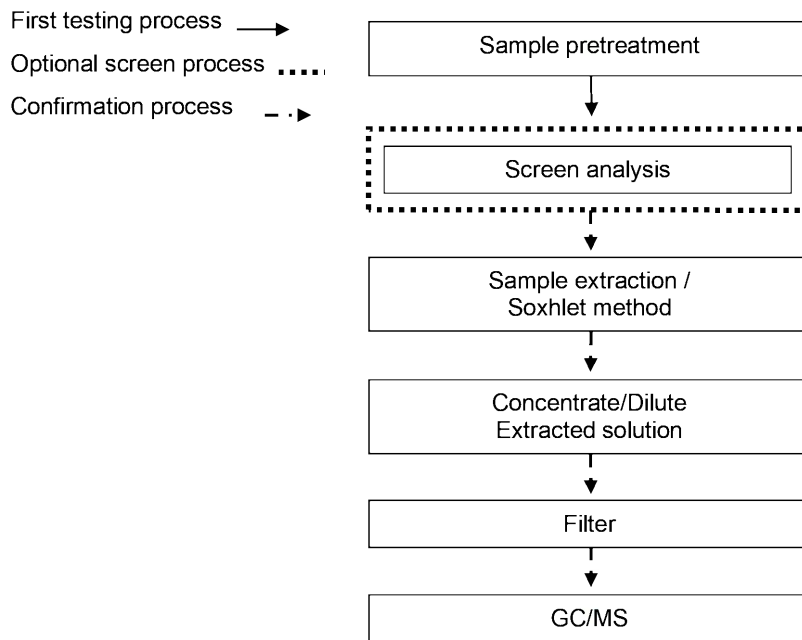 First testing process
Optional screen process
Confirmation process
Sample pretreatment
Screen analysis
Sample extraction /
Soxhlet method
Concentrate/Dilute
Extracted solution
Filter
GC/MS